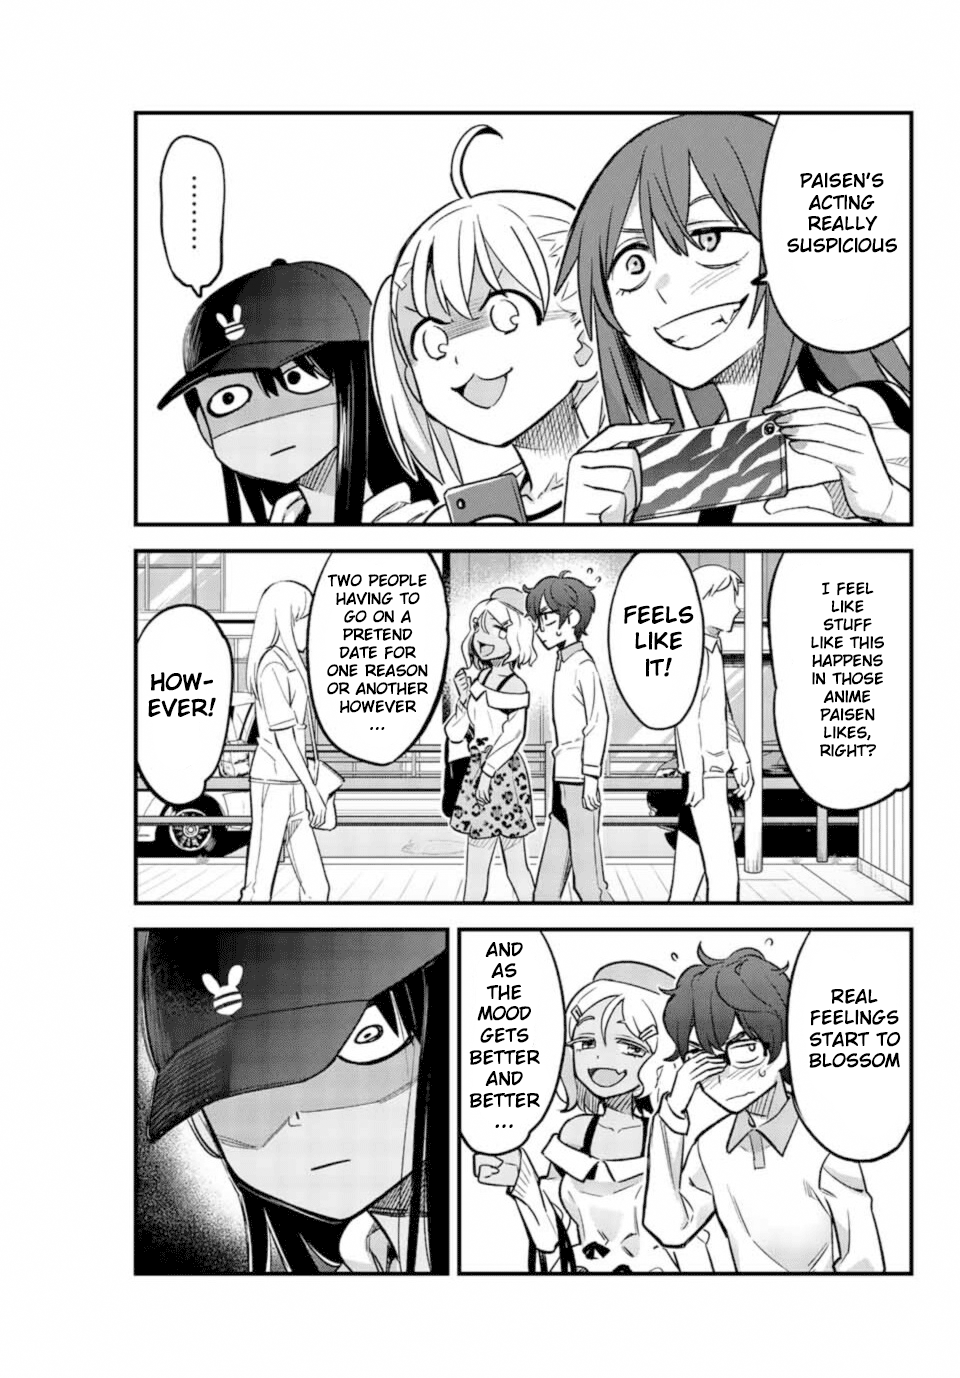 PAISEN'S
ACTING
REALLY
SUSPICIOUS
.........
I FEEL
LIKE
STUFF
LIKE THIS
HAPPENS
IN THOSE
ANIME
PAISEN
LIKES,
RIGHT?
FEELS
LIKE
IT!
TWO PEOPLE
HAVING TO
GO ON A
PRETEND
DATE FOR
ONE REASON
OR ANOTHER
HOWEVER
...
HOW-
EVER!
REAL
FEELINGS
START TO
BLOSSOM
AND
AS
THE
MOOD
GETS
BETTER
AND
BETTER
...